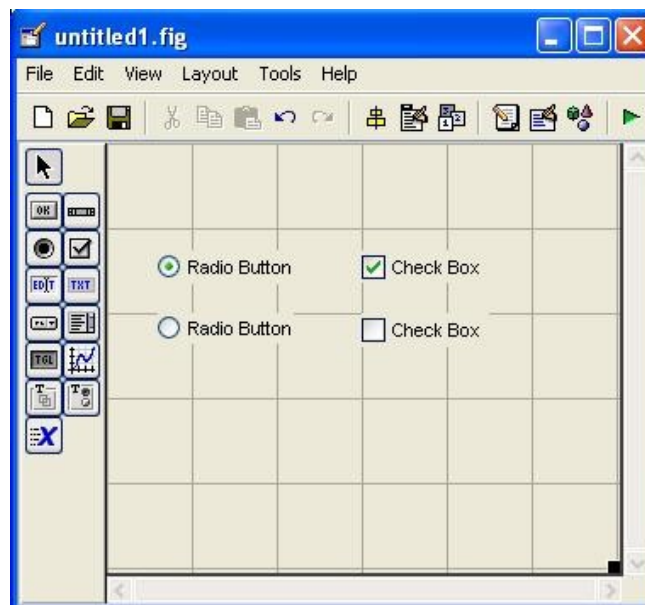 untitled1.fig
File Edit View Layout Tools Help
OK
Radio Button Check Box
EDIT TXT
Radio Button Check Box
TGL
T T
X